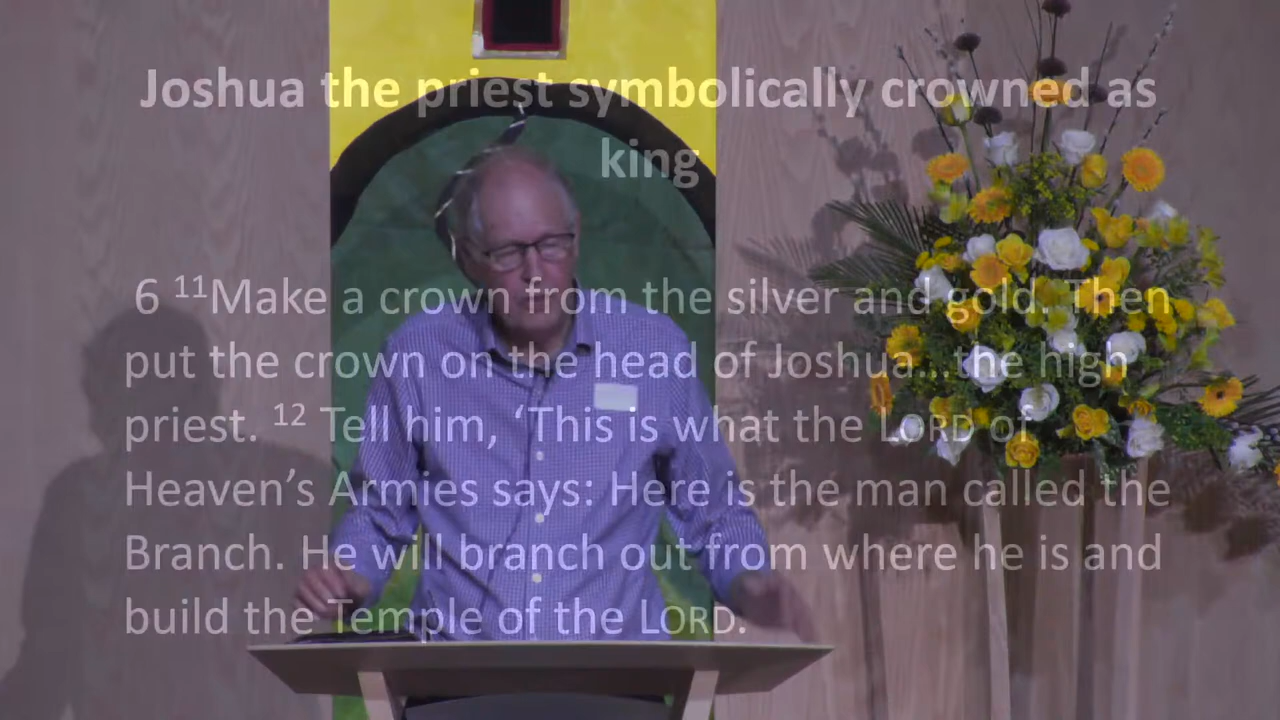 Joshua the priest symbolically crowned as
king
6 ¹¹Make a crown from the silver and gold. Then
put the crown on the head of Joshua... the high
priest. ¹² Tell him, ‘This is what the LORD of
Heaven’s Armies says: Here is the man called the
Branch. He will branch out from where he is and
build the Temple of the LORD.